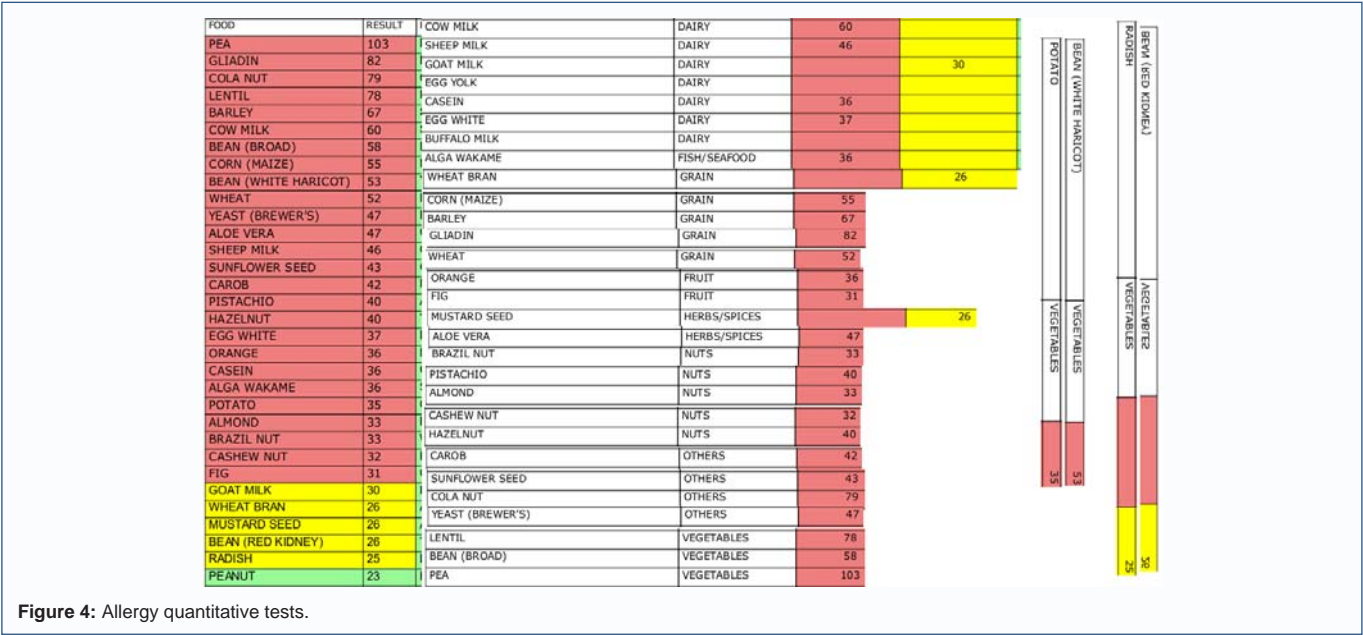 FOOD RESULT
PEA 103
GLIADIN 82
COLA NUT 79
LENTIL 78
BARLEY 67
COW MILK 60
BEAN (BROAD) 58
CORN (MAIZE) 55
BEAN (WHITE HARICOT) 53
WHEAT 52
YEAST (BREWER'S) 47
ALOE VERA 47
SHEEP MILK 46
SUNFLOWER SEED 43
CAROB 42
PISTACHIO 40
HAZELNUT 40
EGG WHITE 37
ORANGE 36
CASEIN 36
ALGA WAKAME 36
POTATO 35
ALMOND 33
BRAZIL NUT 33
CASHEW NUT 32
FIG 31
GOAT MILK 30
WHEAT BRAN 26
MUSTARD SEED 26
BEAN (RED KIDNEY) 26
RADISH 25
PEANUT 23
COW MILK DAIRY 60
SHEEP MILK DAIRY 46
GOAT MILK DAIRY 30
EGG YOLK DAIRY
CASEIN DAIRY 36
EGG WHITE DAIRY 37
BUFFALO MILK DAIRY
ALGA WAKAME FISH/SEAFOOD 36
WHEAT BRAN GRAIN 26
CORN (MAIZE) GRAIN 55
BARLEY GRAIN 67
GLIADIN GRAIN 82
WHEAT GRAIN 52
ORANGE FRUIT 36
FIG FRUIT 31
MUSTARD SEED HERBS/SPICES 26
ALOE VERA HERBS/SPICES 47
BRAZIL NUT NUTS 33
PISTACHIO NUTS 40
ALMOND NUTS 33
CASHEW NUT NUTS 32
HAZELNUT NUTS 40
CAROB OTHERS 42
SUNFLOWER SEED OTHERS 43
COLA NUT OTHERS 79
YEAST (BREWER'S) OTHERS 47
LENTIL VEGETABLES 78
BEAN (BROAD) VEGETABLES 58
PEA VEGETABLES 103
BEAN (WHITE HARICOT) VEGETABLES 53
POTATO VEGETABLES 35
BEAN (RED KIDNEY) VEGETABLES 26
RADISH VEGETABLES 25
Figure 4: Allergy quantitative tests.